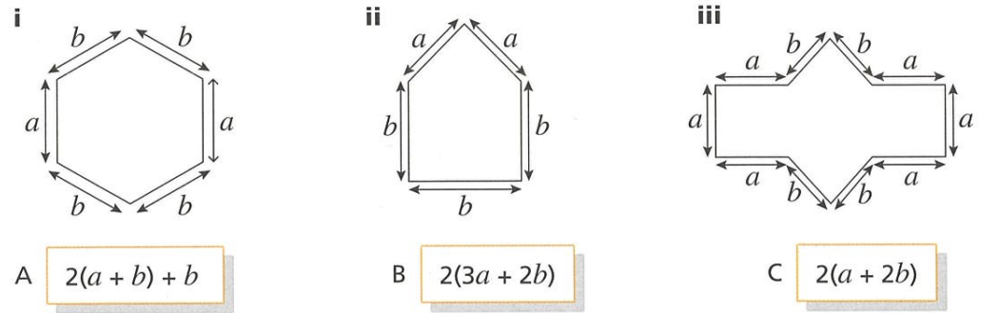 i
b b
a a
b b
ii
a a
b b
b
iii
b b
a a
a a
a a
b b
A 2(a + b) + b
B 2(3a + 2b)
C 2(a + 2b)